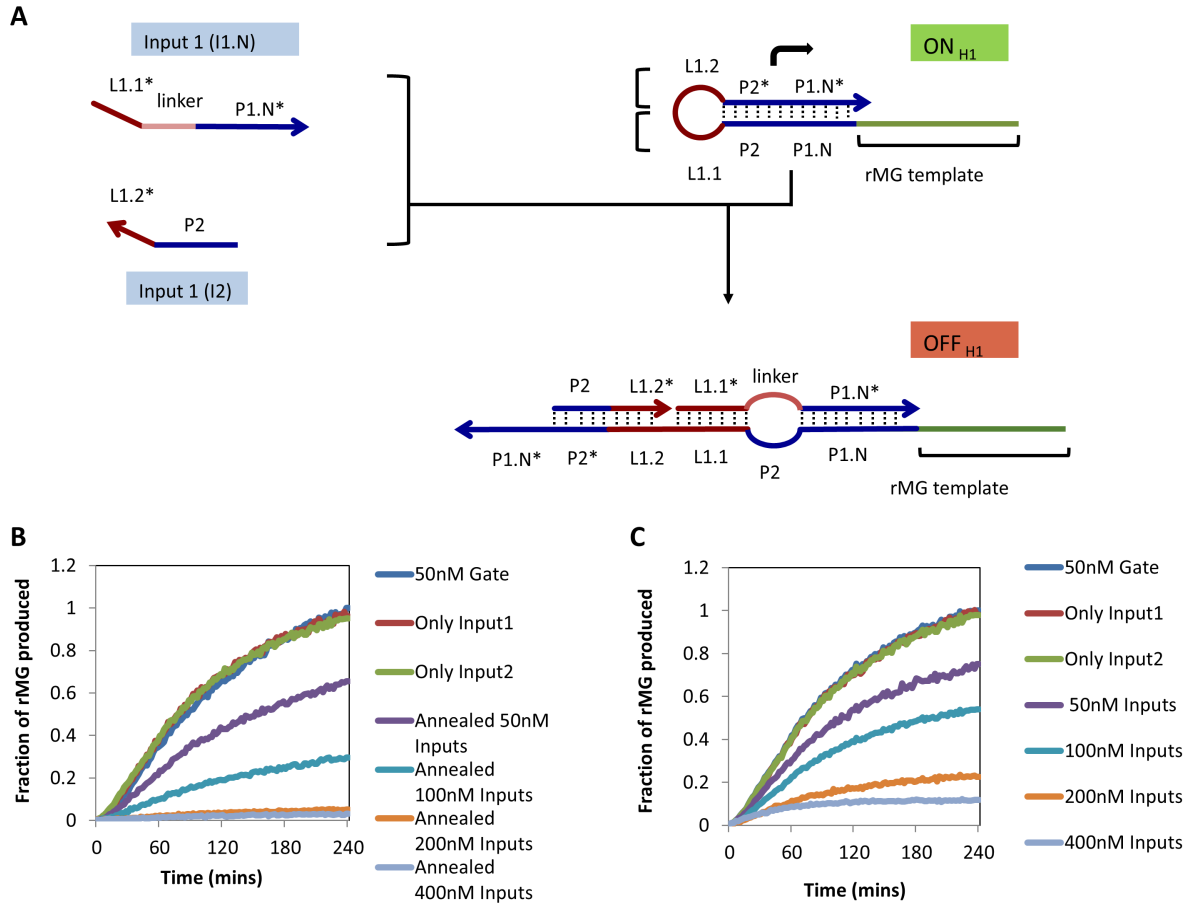 A
Input 1 (I1.N)
L1.1*
linker
P1.N*
L1.2*
P2
Input 1 (I2)
ON H1
L1.2
P2*
P1.N*
P2
P1.N
L1.1
rMG template
OFF H1
P2
L1.2*
L1.1*
linker
P1.N*
P1.N*
P2*
L1.2
L1.1
P2
P1.N
rMG template
B
Fraction of rMG produced
1.2
1
0.8
0.6
0.4
0.2
0
0
60
120
180
240
Time (mins)
50nM Gate
Only Input1
Only Input2
Annealed 50nM
Inputs
Annealed
100nM Inputs
Annealed
200nM Inputs
Annealed
400nM Inputs
C
Fraction of rMG produced
1.2
1
0.8
0.6
0.4
0.2
0
0
60
120
180
240
Time (mins)
50nM Gate
Only Input1
Only Input2
50nM Inputs
100nM Inputs
200nM Inputs
400nM Inputs